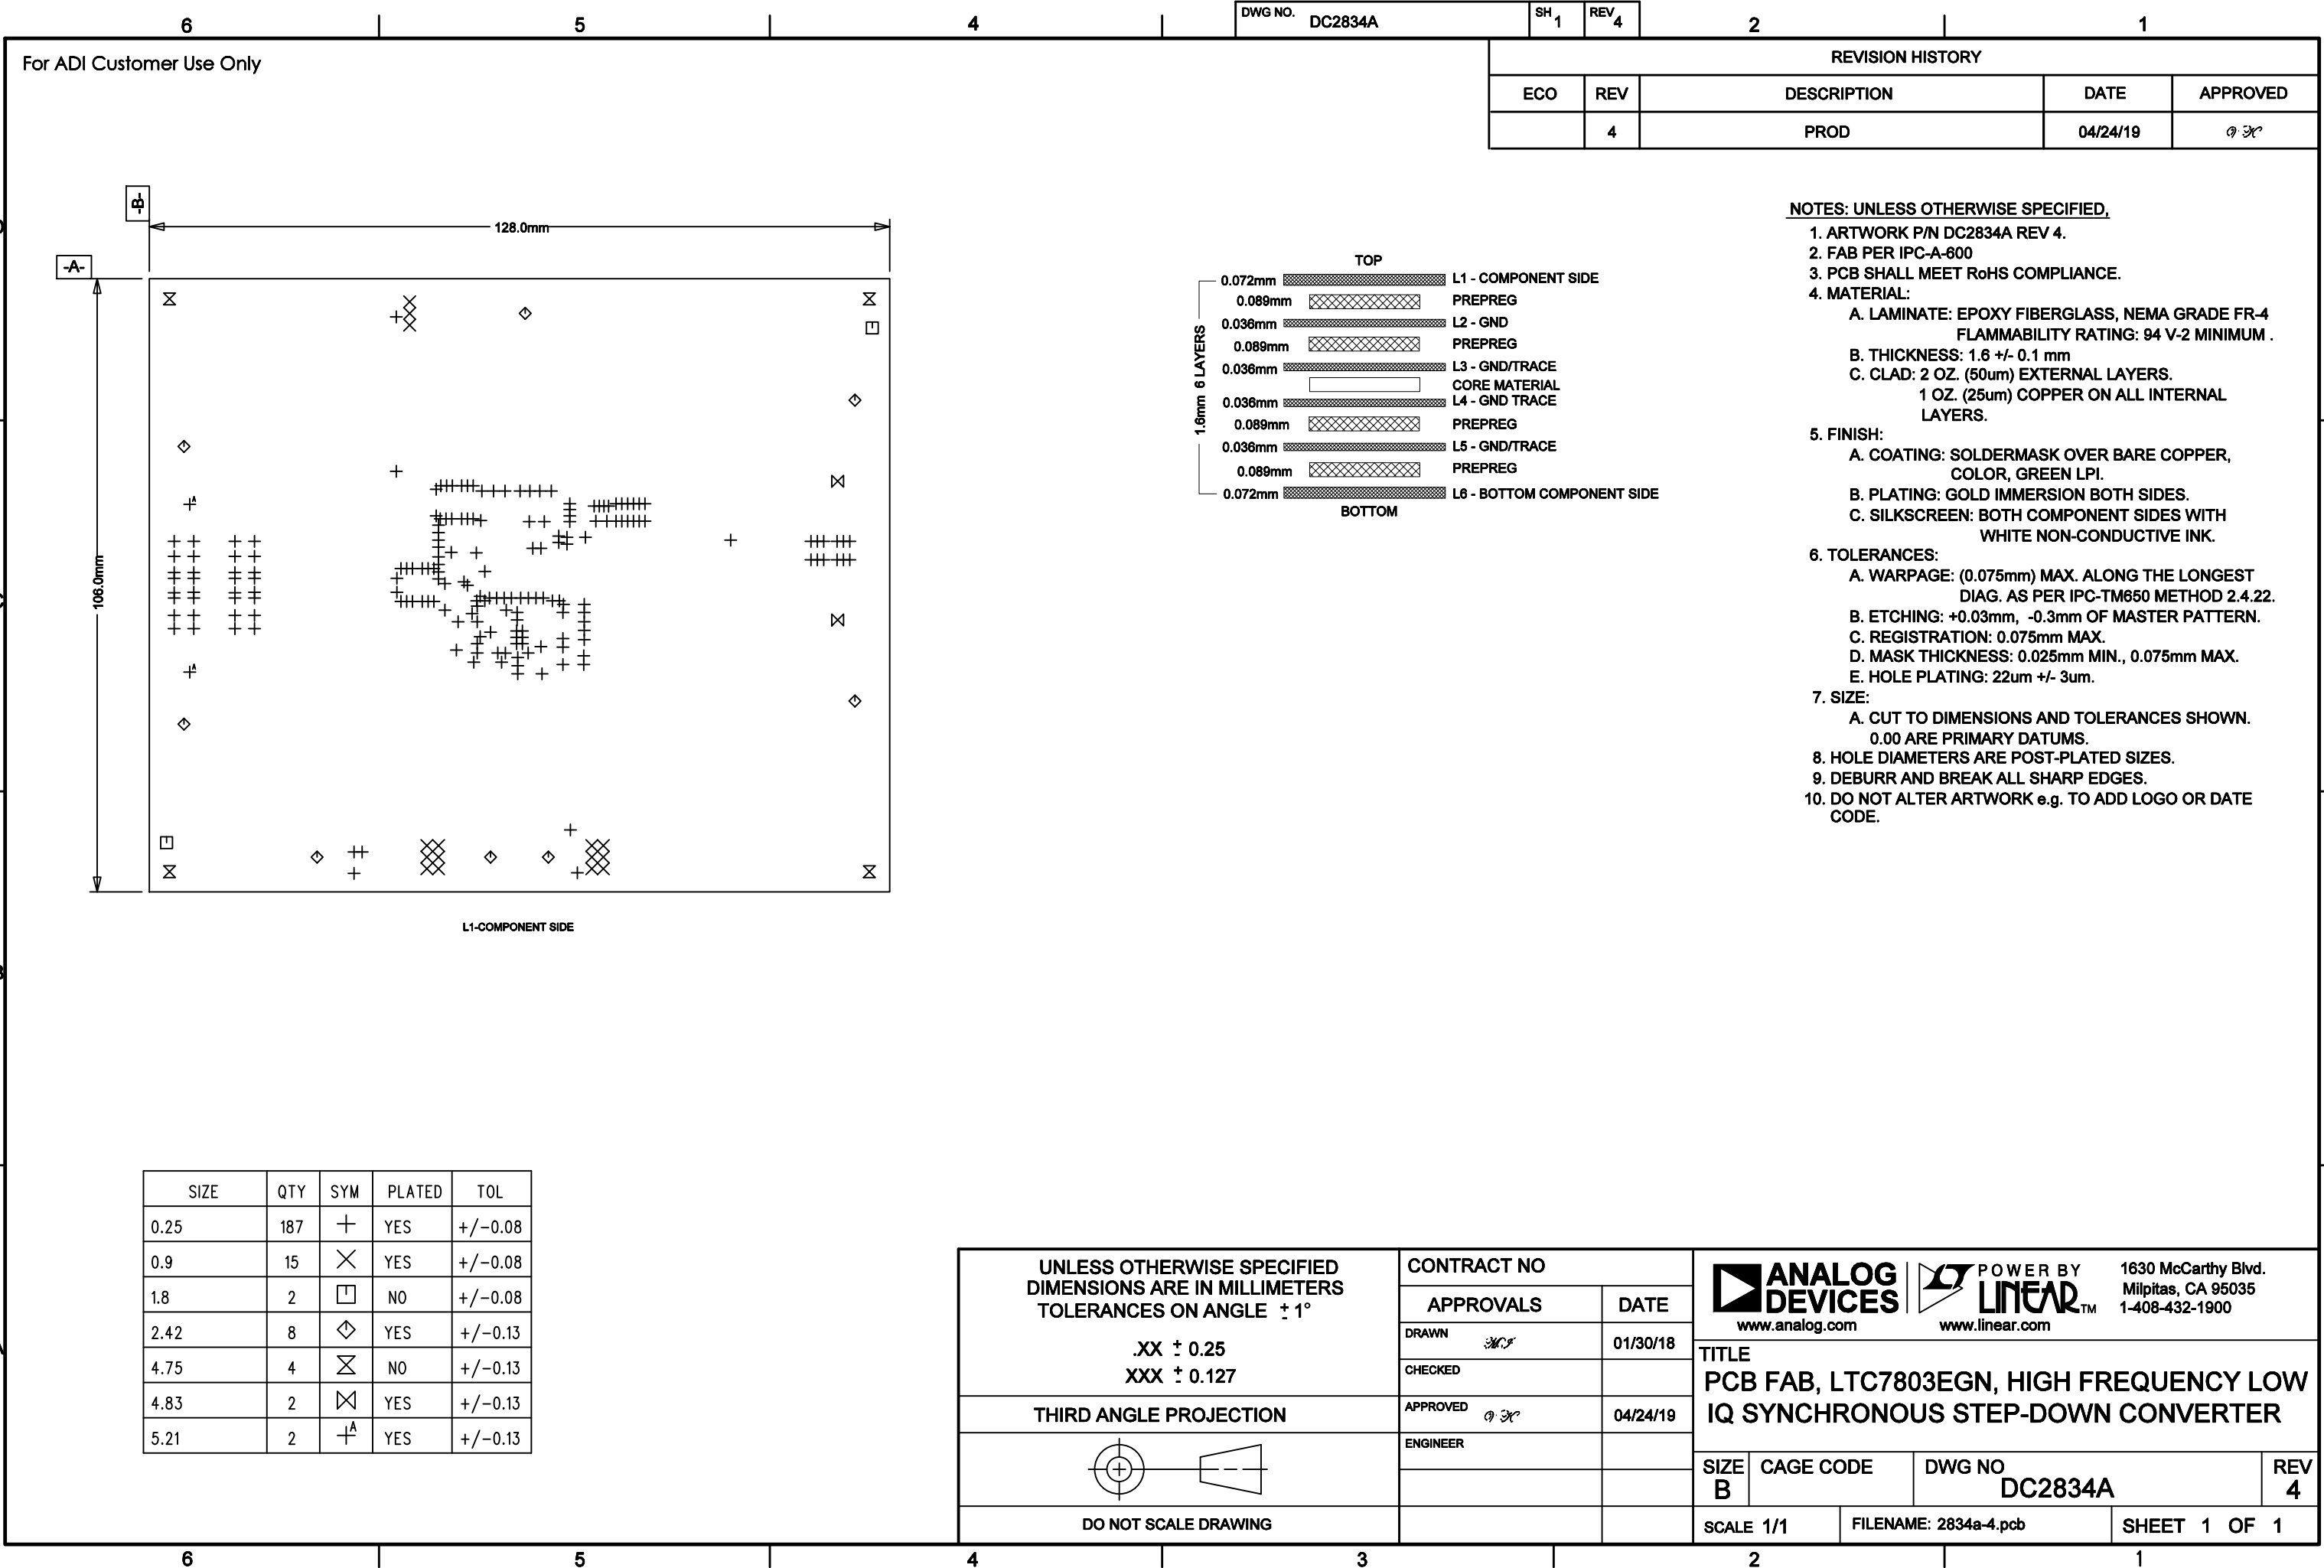 6 5 4 2 1
DWG NO. DC2834A SH 1 REV 4
For ADI Customer Use Only
REVISION HISTORY
ECO REV DESCRIPTION DATE APPROVED
4 PROD 04/24/19
-B-
128.0mm
-A-
106.0mm
A
A
L1-COMPONENT SIDE
TOP
0.072mm L1 - COMPONENT SIDE
0.089mm PREPREG
0.036mm L2 - GND
0.089mm PREPREG
0.036mm L3 - GND/TRACE
CORE MATERIAL
0.036mm L4 - GND TRACE
0.089mm PREPREG
0.036mm L5 - GND/TRACE
0.089mm PREPREG
0.072mm L6 - BOTTOM COMPONENT SIDE
BOTTOM
1.6mm 6 LAYERS
NOTES: UNLESS OTHERWISE SPECIFIED,
1. ARTWORK P/N DC2834A REV 4.
2. FAB PER IPC-A-600
3. PCB SHALL MEET RoHS COMPLIANCE.
4. MATERIAL:
A. LAMINATE: EPOXY FIBERGLASS, NEMA GRADE FR-4
FLAMMABILITY RATING: 94 V-2 MINIMUM .
B. THICKNESS: 1.6 +/- 0.1 mm
C. CLAD: 2 OZ. (50um) EXTERNAL LAYERS.
1 OZ. (25um) COPPER ON ALL INTERNAL
LAYERS.
5. FINISH:
A. COATING: SOLDERMASK OVER BARE COPPER,
COLOR, GREEN LPI.
B. PLATING: GOLD IMMERSION BOTH SIDES.
C. SILKSCREEN: BOTH COMPONENT SIDES WITH
WHITE NON-CONDUCTIVE INK.
6. TOLERANCES:
A. WARPAGE: (0.075mm) MAX. ALONG THE LONGEST
DIAG. AS PER IPC-TM650 METHOD 2.4.22.
B. ETCHING: +0.03mm, -0.3mm OF MASTER PATTERN.
C. REGISTRATION: 0.075mm MAX.
D. MASK THICKNESS: 0.025mm MIN., 0.075mm MAX.
E. HOLE PLATING: 22um +/- 3um.
7. SIZE:
A. CUT TO DIMENSIONS AND TOLERANCES SHOWN.
0.00 ARE PRIMARY DATUMS.
8. HOLE DIAMETERS ARE POST-PLATED SIZES.
9. DEBURR AND BREAK ALL SHARP EDGES.
10. DO NOT ALTER ARTWORK e.g. TO ADD LOGO OR DATE
CODE.
SIZE QTY SYM PLATED TOL
0.25 187 YES +/-0.08
0.9 15 YES +/-0.08
1.8 2 NO +/-0.08
2.42 8 YES +/-0.13
4.75 4 NO +/-0.13
4.83 2 YES +/-0.13
5.21 2 A YES +/-0.13
UNLESS OTHERWISE SPECIFIED
DIMENSIONS ARE IN MILLIMETERS
TOLERANCES ON ANGLE ± 1°
.XX ± 0.25
XXX ± 0.127
THIRD ANGLE PROJECTION
DO NOT SCALE DRAWING
CONTRACT NO
APPROVALS DATE
DRAWN 01/30/18
CHECKED
APPROVED 04/24/19
ENGINEER
ANALOG
DEVICES
www.analog.com
POWER BY
LINEAR TM
www.linear.com
1630 McCarthy Blvd.
Milpitas, CA 95035
1-408-432-1900
TITLE
PCB FAB, LTC7803EGN, HIGH FREQUENCY LOW
IQ SYNCHRONOUS STEP-DOWN CONVERTER
SIZE B CAGE CODE DWG NO DC2834A REV 4
SCALE 1/1 FILENAME: 2834a-4.pcb SHEET 1 OF 1
6 5 4 3 2 1